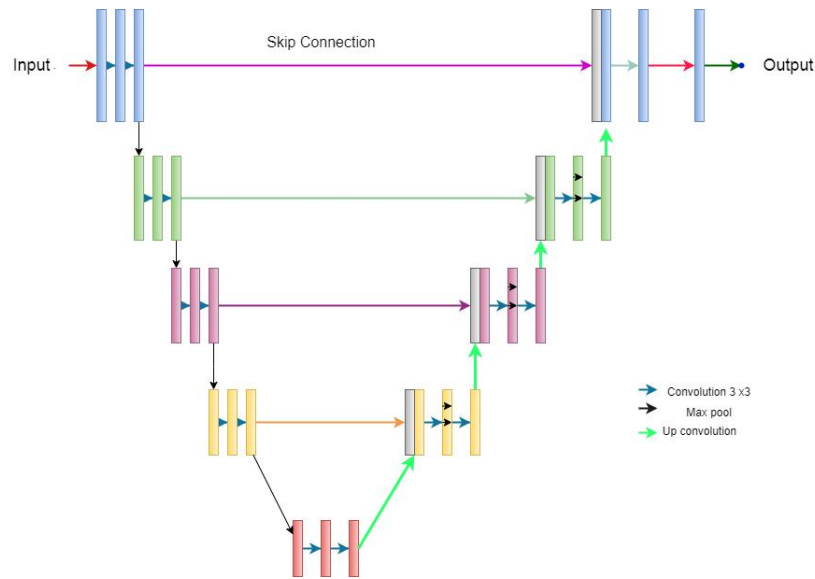 Skip Connection
Input
Output
Convolution 3 x3
Max pool
Up convolution